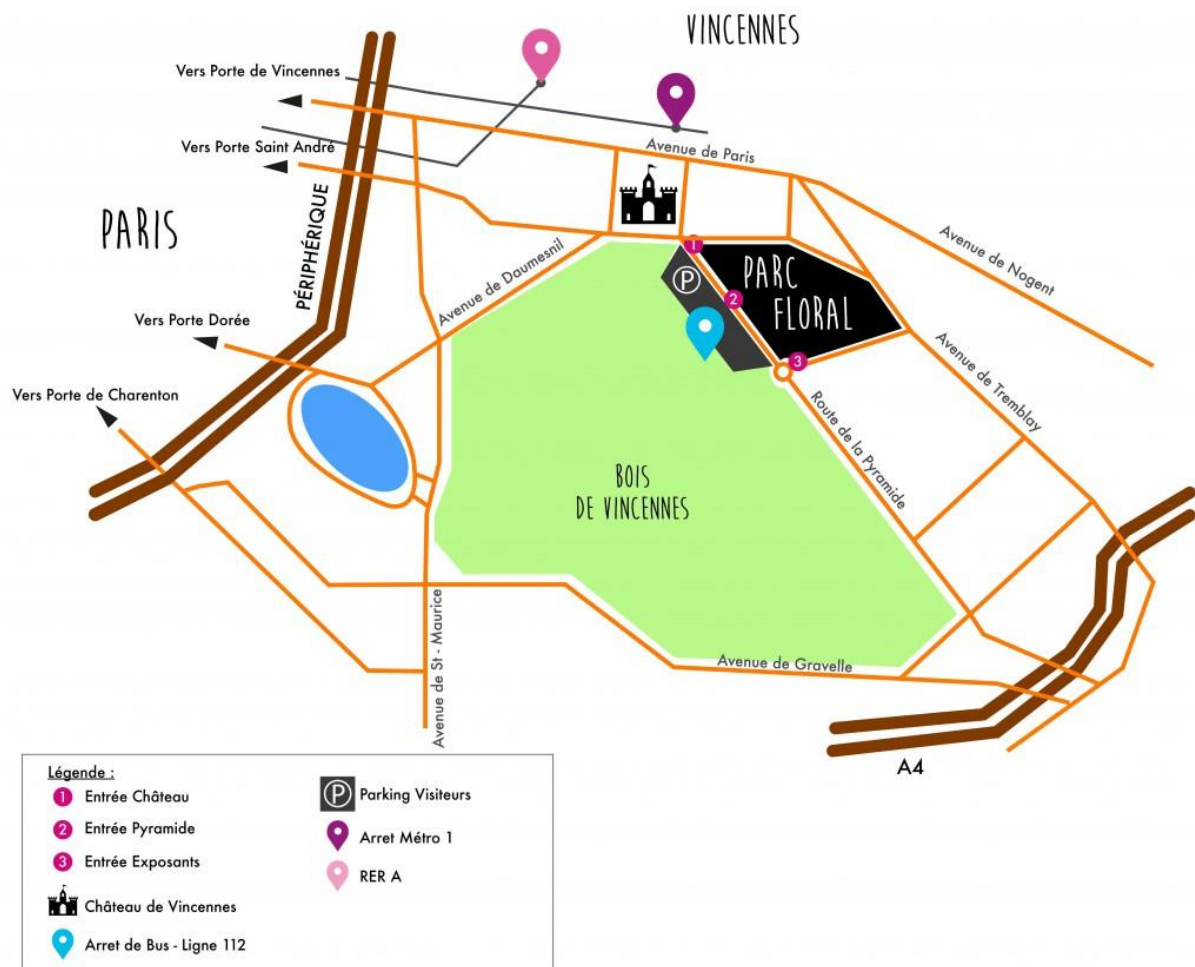 VINCENNES
Vers Porte de Vincennes
Vers Porte Saint André
Avenue de Paris
PARIS
PÉRIPHÉRIQUE
Avenue de Daumesnil
Avenue de Nogent
1
P
PARC
FLORAL
2
3
Vers Porte Dorée
Vers Porte de Charenton
Avenue de Tremblay
Route de la Pyramide
BOIS
DE VINCENNES
Avenue de St - Maurice
Avenue de Gravelle
A4
Légende :
1 Entrée Château
2 Entrée Pyramide
3 Entrée Exposants
Château de Vincennes
Arret de Bus - Ligne 112
P Parking Visiteurs
Arret Métro 1
RER A